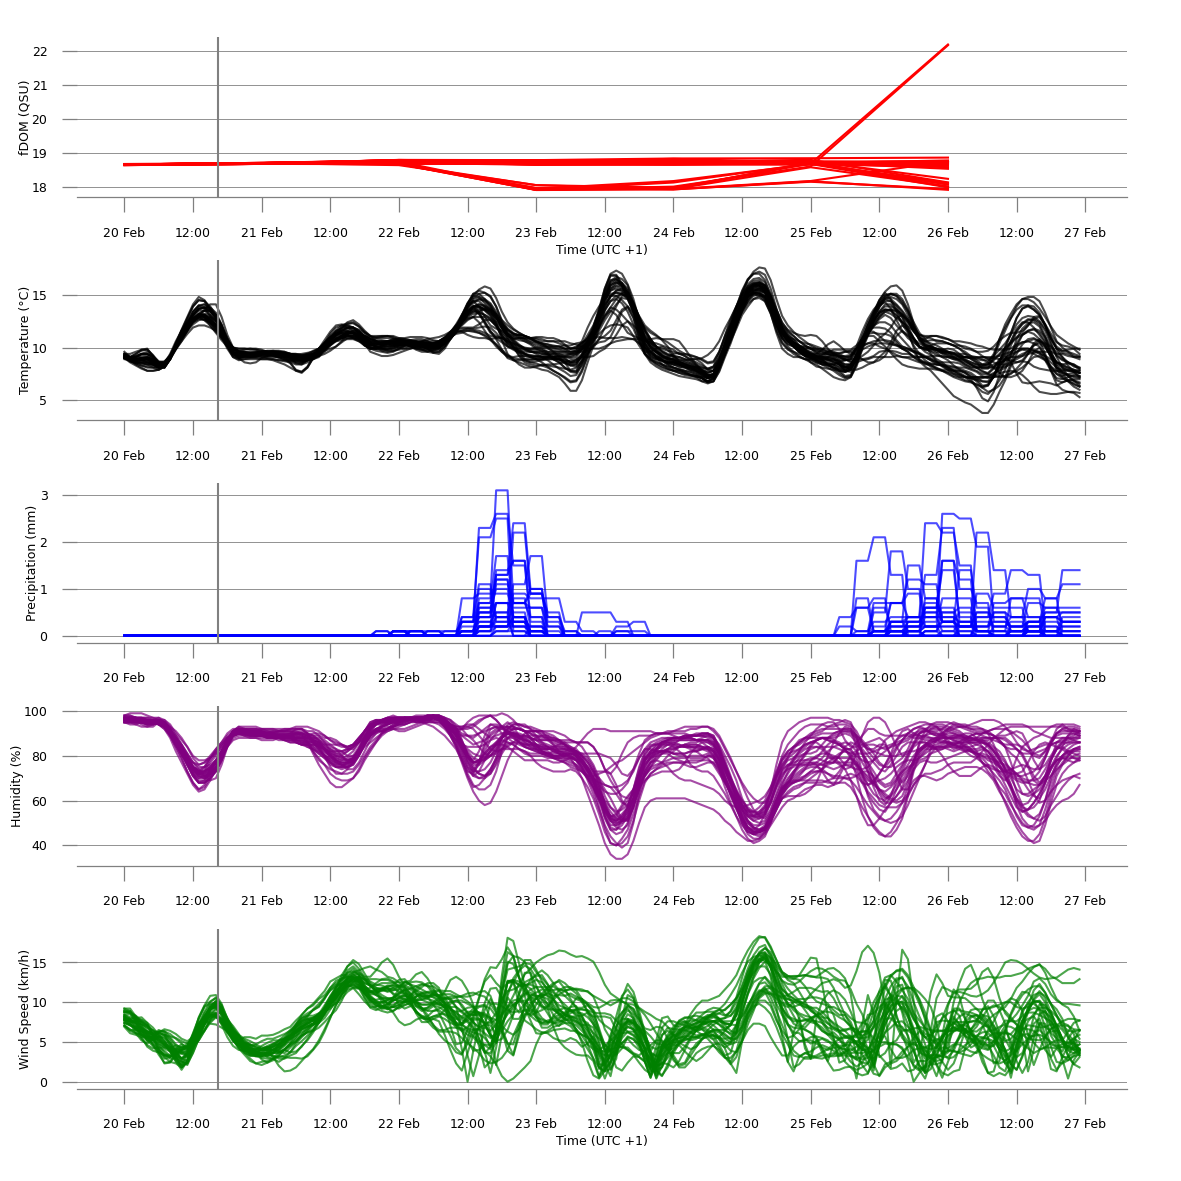 fDOM (QSU)
22
21
20
19
18
20 Feb 12:00 21 Feb 12:00 22 Feb 12:00 23 Feb 12:00 24 Feb 12:00 25 Feb 12:00 26 Feb 12:00 27 Feb
Time (UTC +1)
Temperature (°C)
15
10
5
20 Feb 12:00 21 Feb 12:00 22 Feb 12:00 23 Feb 12:00 24 Feb 12:00 25 Feb 12:00 26 Feb 12:00 27 Feb
Precipitation (mm)
3
2
1
0
20 Feb 12:00 21 Feb 12:00 22 Feb 12:00 23 Feb 12:00 24 Feb 12:00 25 Feb 12:00 26 Feb 12:00 27 Feb
Humidity (%)
100
80
60
40
20 Feb 12:00 21 Feb 12:00 22 Feb 12:00 23 Feb 12:00 24 Feb 12:00 25 Feb 12:00 26 Feb 12:00 27 Feb
Wind Speed (km/h)
15
10
5
0
20 Feb 12:00 21 Feb 12:00 22 Feb 12:00 23 Feb 12:00 24 Feb 12:00 25 Feb 12:00 26 Feb 12:00 27 Feb
Time (UTC +1)